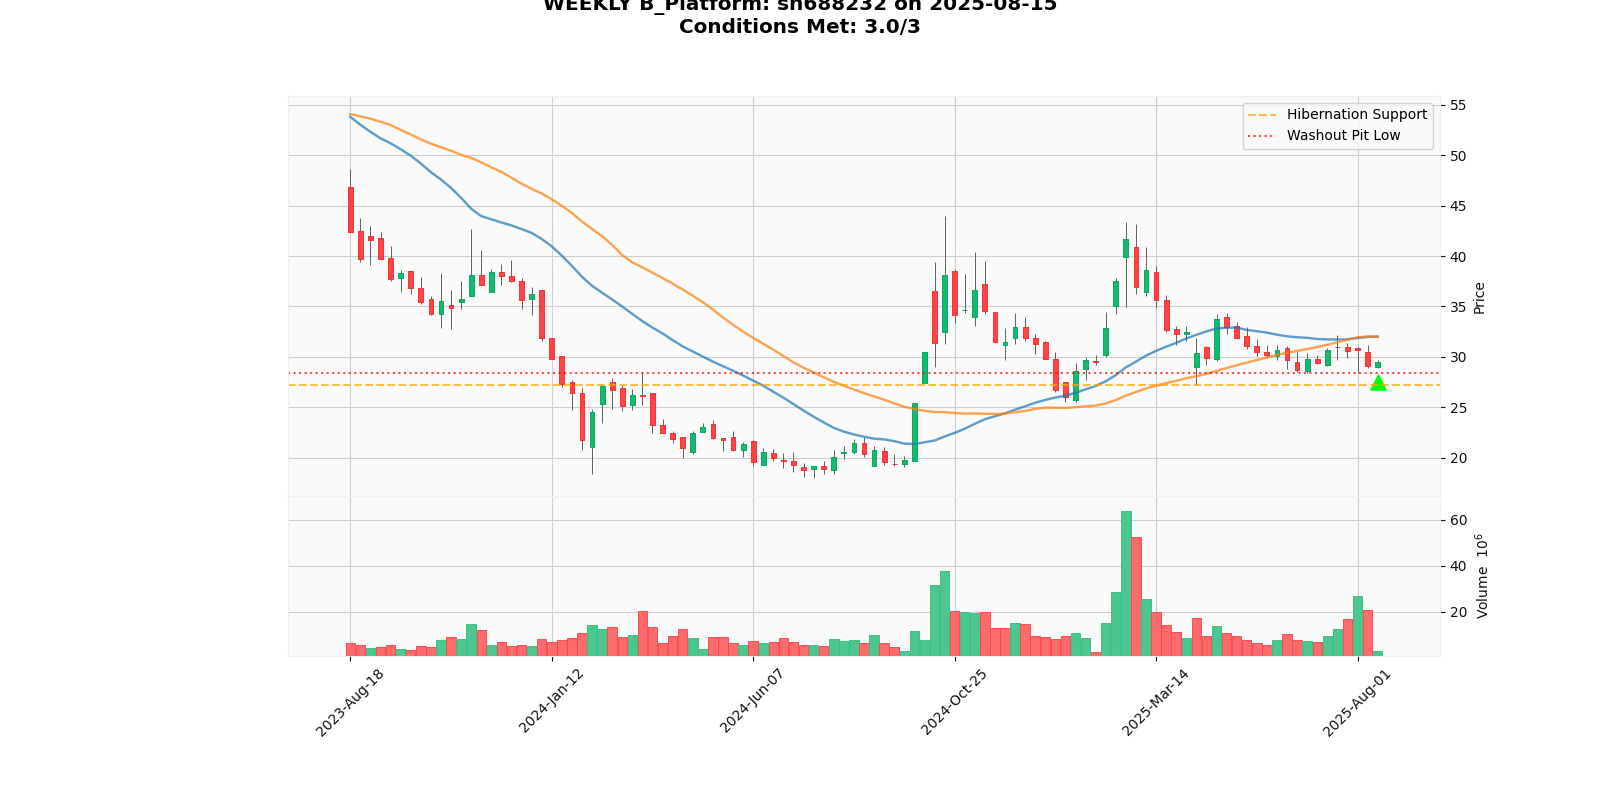 WEEKLY B_Platform: sh688232 on 2025-08-15
Conditions Met: 3.0/3
Hibernation Support
Washout Pit Low
55
50
45
40
35
30
25
20
Price
60
40
20
Volume 10⁶
2023-Aug-18
2024-Jan-12
2024-Jun-07
2024-Oct-25
2025-Mar-14
2025-Aug-01